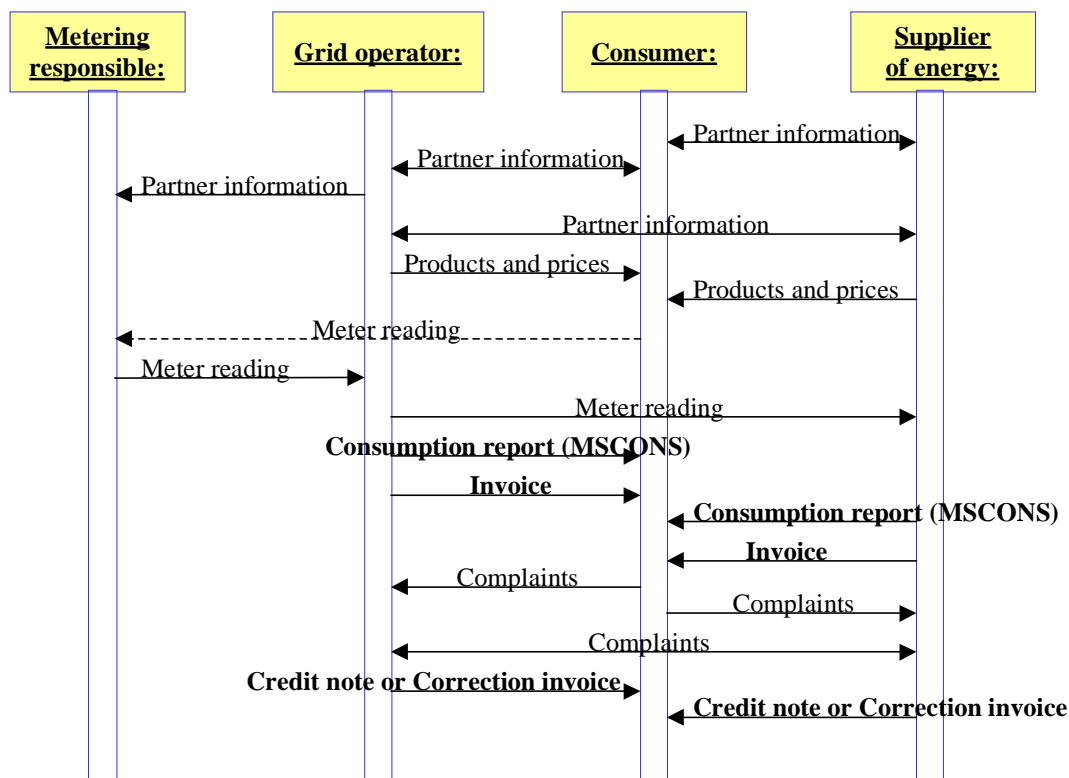 Metering
responsible:
Grid operator:
Consumer:
Supplier
of energy:
Partner information
Partner information
Partner information
Partner information
Products and prices
Products and prices
Meter reading
Meter reading
Meter reading
Consumption report (MSCONS)
Invoice
Consumption report (MSCONS)
Invoice
Complaints
Complaints
Complaints
Credit note or Correction invoice
Credit note or Correction invoice